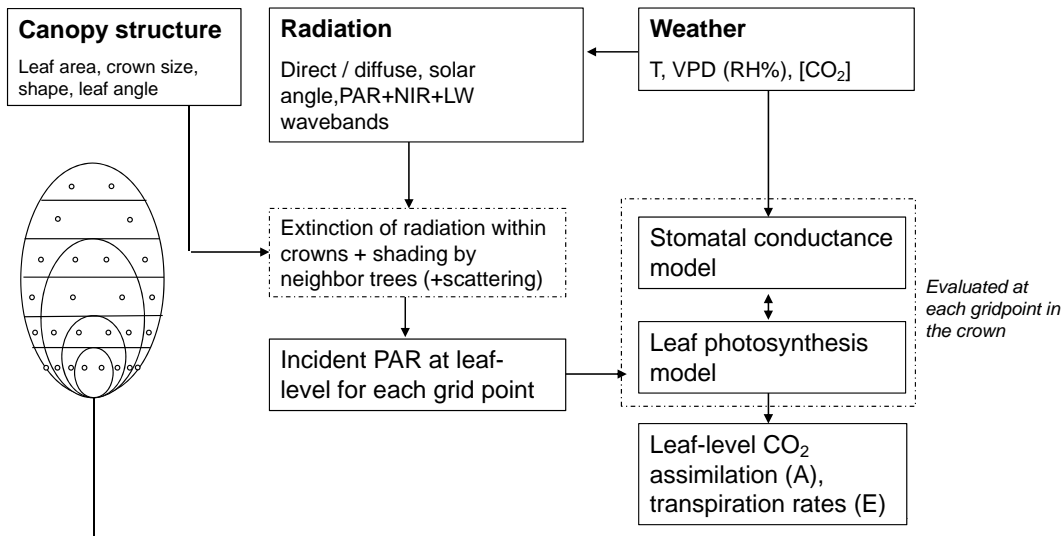 Canopy structure
Leaf area, crown size,
shape, leaf angle
Radiation
Direct / diffuse, solar
angle,PAR+NIR+LW
wavebands
Weather
T, VPD (RH%), [CO₂]
Extinction of radiation within
crowns + shading by
neighbor trees (+scattering)
Stomatal conductance
model
Evaluated at
each gridpoint in
the crown
Incident PAR at leaf-
level for each grid point
Leaf photosynthesis
model
Leaf-level CO₂
assimilation (A),
transpiration rates (E)